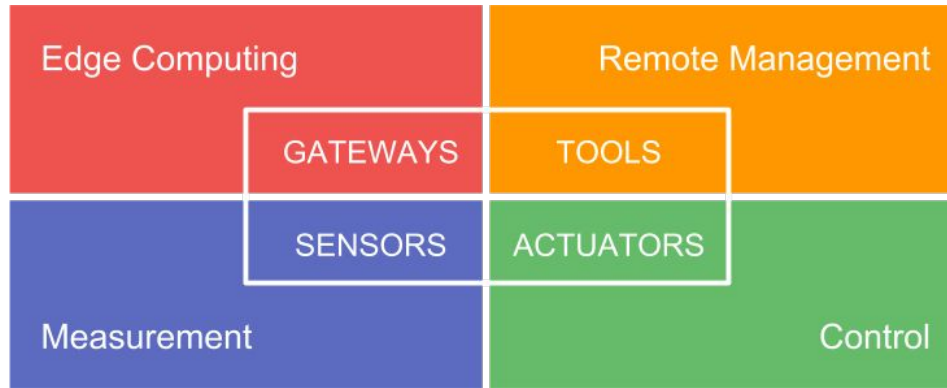 Edge Computing
Remote Management
GATEWAYS
TOOLS
SENSORS
ACTUATORS
Measurement
Control